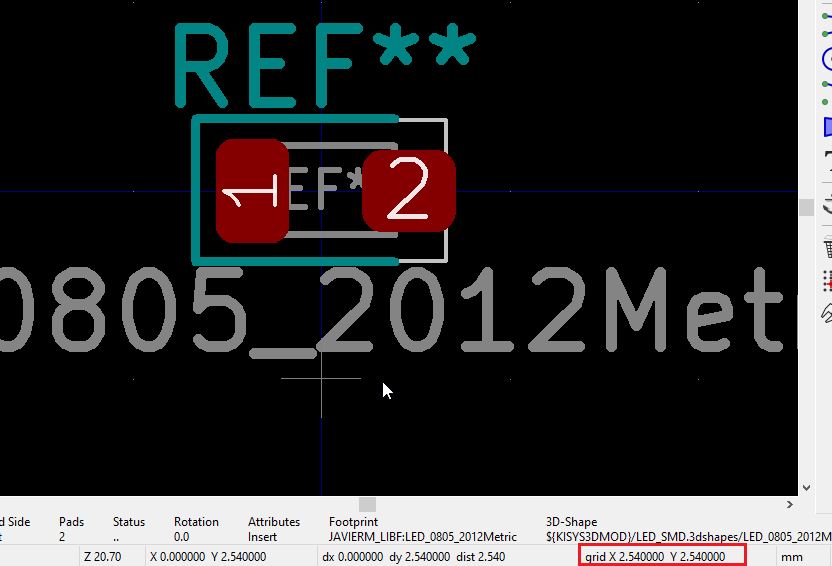 REF**
1 EF* 2
0805_2012Met
d Side Pads Status Rotation Attributes Footprint 3D-Shape
t 2 .. 0.0 Insert JAVIERM_LIBF:LED_0805_2012Metric ${KISYS3DMOD}/LED_SMD.3dshapes/LED_0805_2012M
Z 20.70 X 0.000000 Y 2.540000 dx 0.000000 dy 2.540000 dist 2.540 grid X 2.540000 Y 2.540000 mm